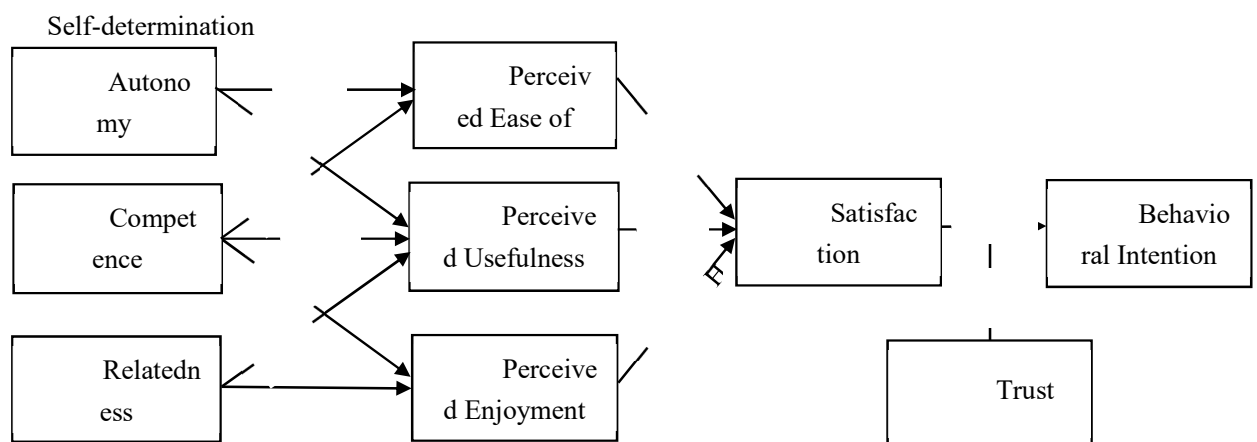 Self-determination
Autono
my
Perceiv
ed Ease of
Compet
ence
Perceive
d Usefulness
Satisfac
tion
Behavio
ral Intention
H
Relatedn
ess
Perceive
d Enjoyment
Trust